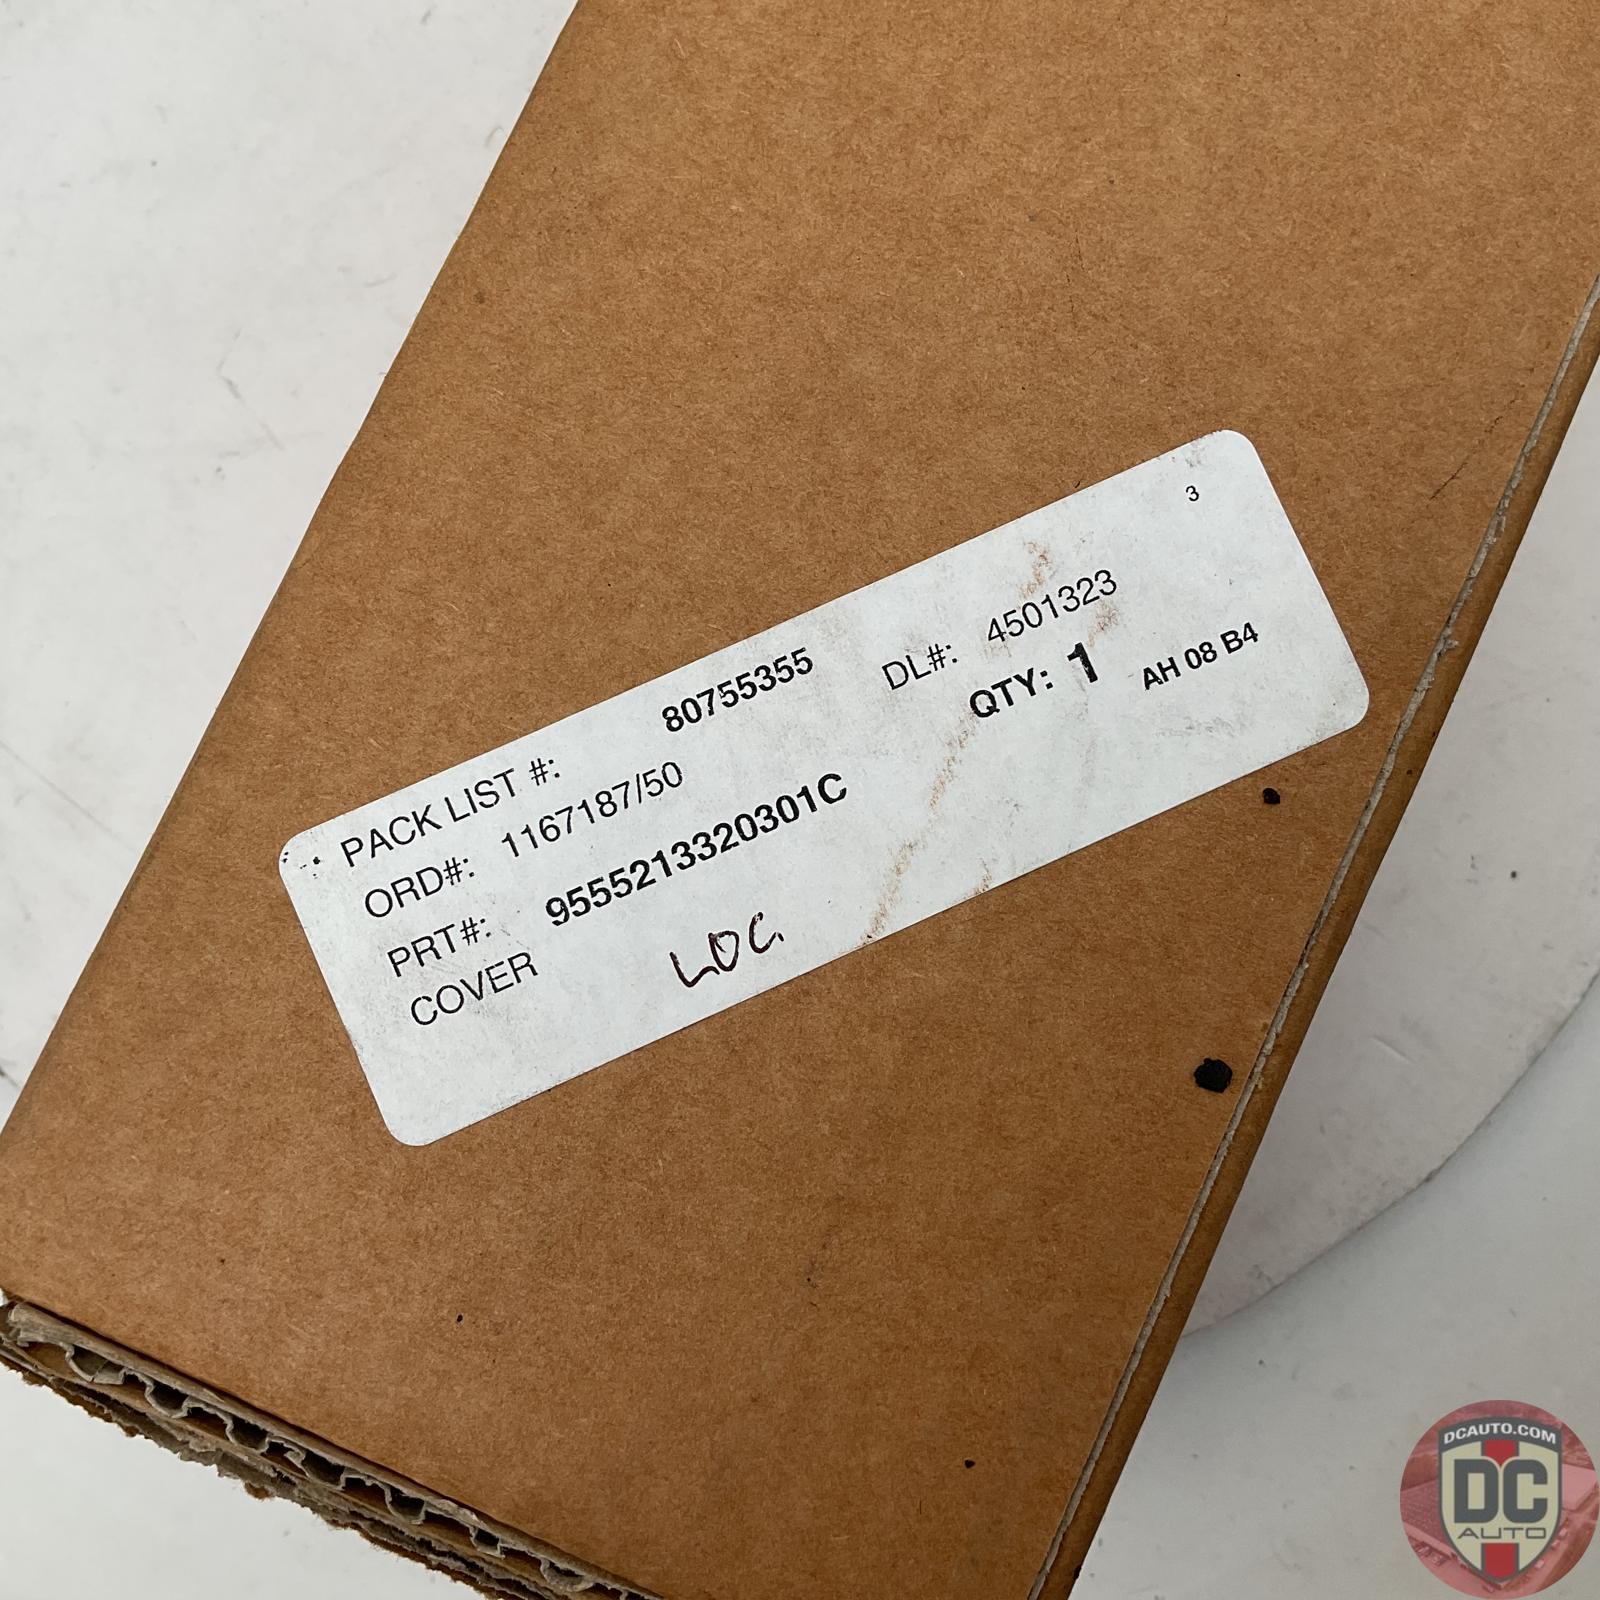 3
PACK LIST #: 80755355 DL#: 4501323
ORD#: 1167187/50 QTY: 1 AH 08 B4
PRT#: 9555213320301C
COVER LOC.
DCAUTO.COM
DC
AUTO